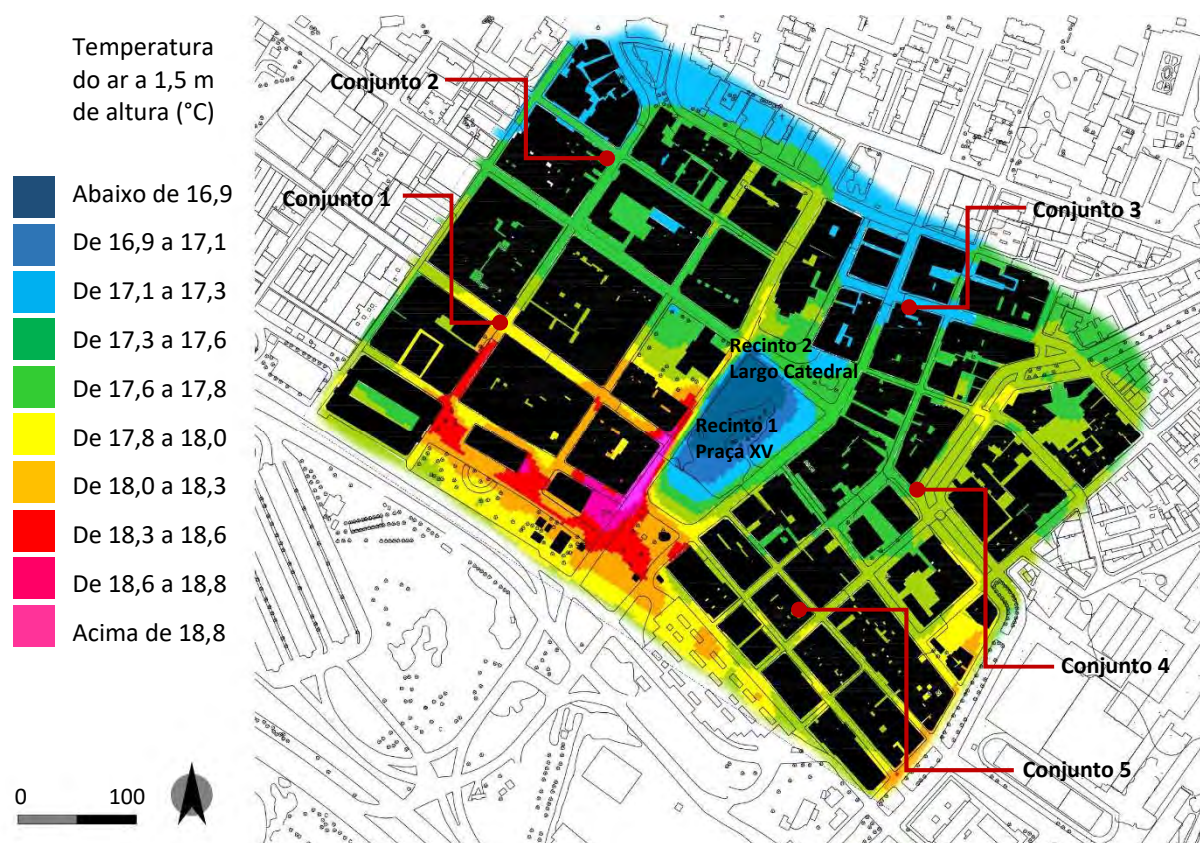 Temperatura
do ar a 1,5 m
de altura (°C)
Abaixo de 16,9
De 16,9 a 17,1
De 17,1 a 17,3
De 17,3 a 17,6
De 17,6 a 17,8
De 17,8 a 18,0
De 18,0 a 18,3
De 18,3 a 18,6
De 18,6 a 18,8
Acima de 18,8
0 100
Conjunto 2
Conjunto 1
Conjunto 3
Recinto 2
Largo Catedral
Recinto 1
Praça XV
Conjunto 4
Conjunto 5